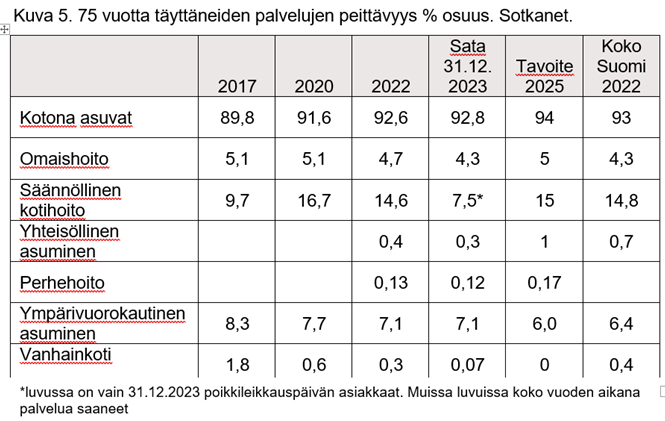 Kuva 5. 75 vuotta täyttäneiden palvelujen peittävyys % osuus. Sotkanet.
2017 2020 2022 Sata 31.12. 2023 Tavoite 2025 Koko Suomi 2022
Kotona asuvat 89,8 91,6 92,6 92,8 94 93
Omaishoito 5,1 5,1 4,7 4,3 5 4,3
Säännöllinen kotihoito 9,7 16,7 14,6 7,5* 15 14,8
Yhteisöllinen asuminen 0,4 0,3 1 0,7
Perhehoito 0,13 0,12 0,17
Ympärivuorokautinen asuminen 8,3 7,7 7,1 7,1 6,0 6,4
Vanhainkoti 1,8 0,6 0,3 0,07 0 0,4
*luvussa on vain 31.12.2023 poikkileikkauspäivän asiakkaat. Muissa luvuissa koko vuoden aikana
palvelua saaneet